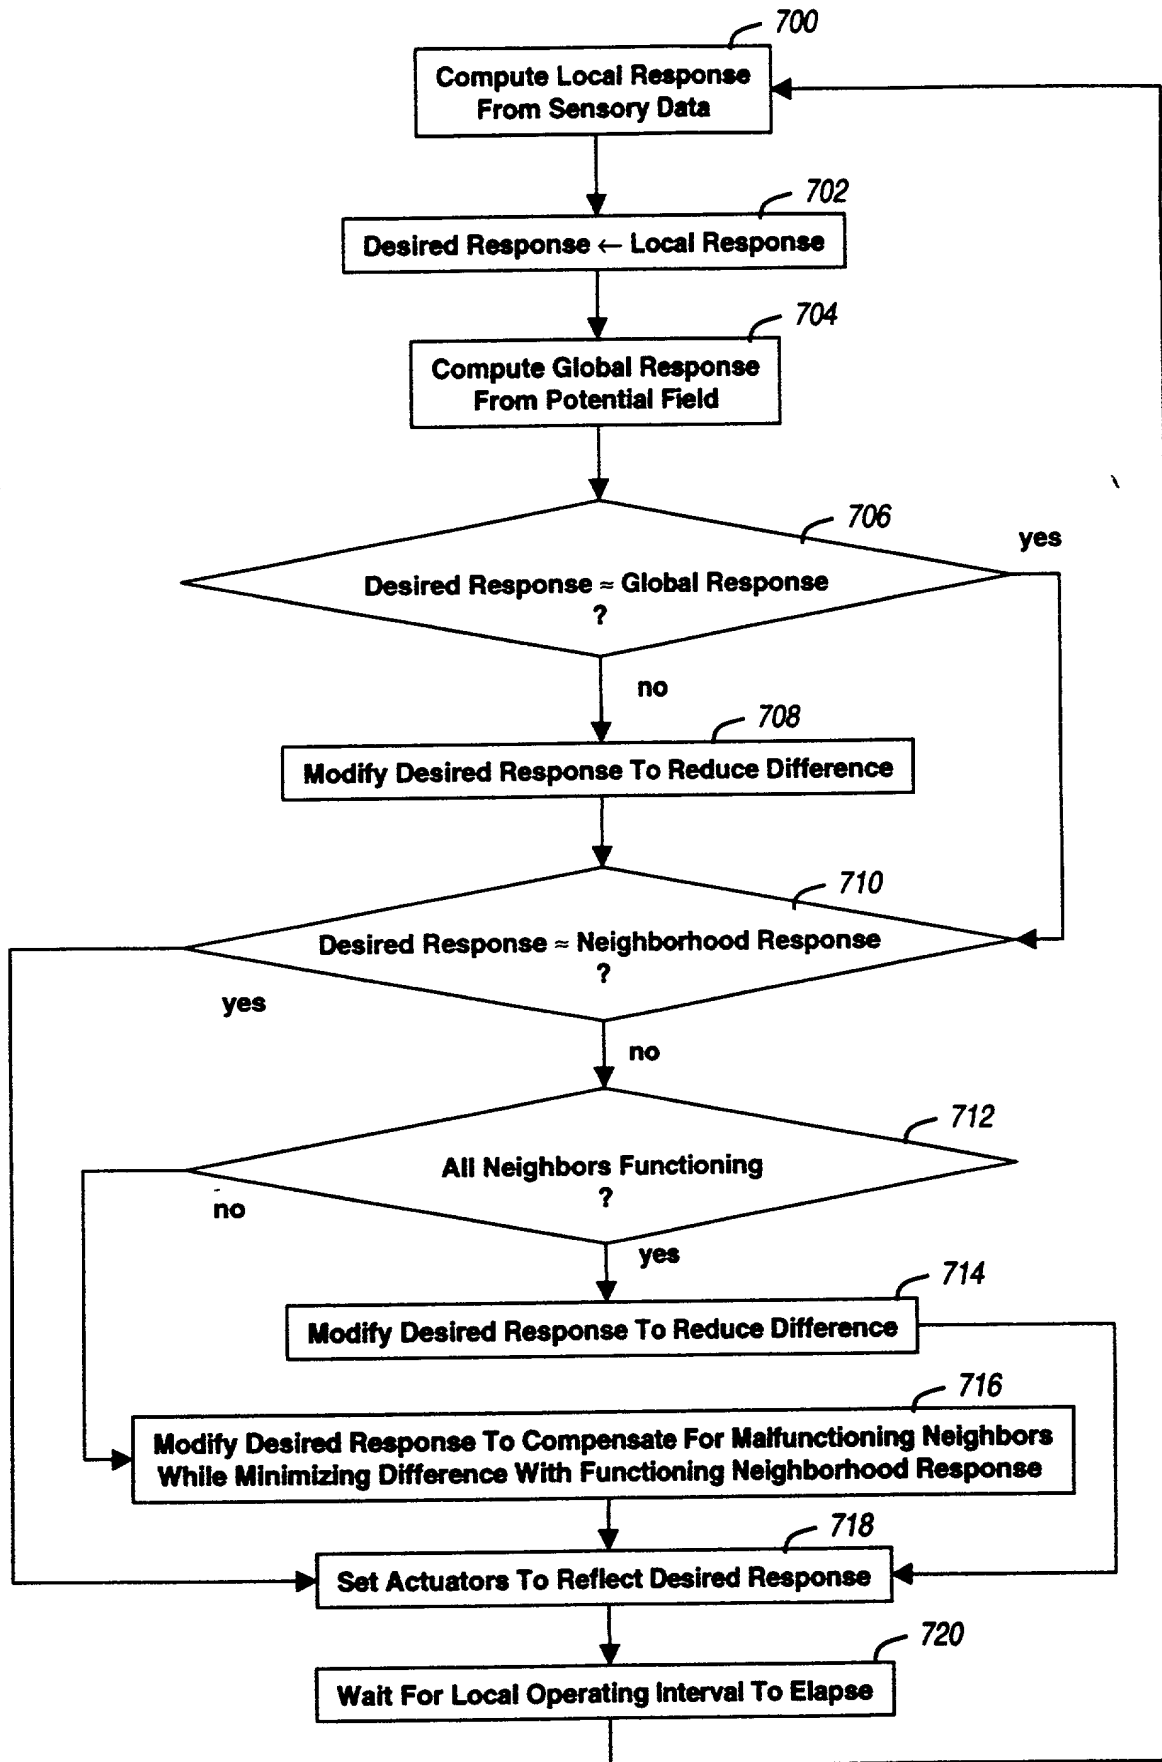 700
Compute Local Response
From Sensory Data
702
Desired Response ← Local Response
704
Compute Global Response
From Potential Field
706
yes
Desired Response ≈ Global Response
?
no
708
Modify Desired Response To Reduce Difference
710
Desired Response ≈ Neighborhood Response
?
yes
no
712
All Neighbors Functioning
?
no
yes
714
Modify Desired Response To Reduce Difference
716
Modify Desired Response To Compensate For Malfunctioning Neighbors
While Minimizing Difference With Functioning Neighborhood Response
718
Set Actuators To Reflect Desired Response
720
Wait For Local Operating Interval To Elapse